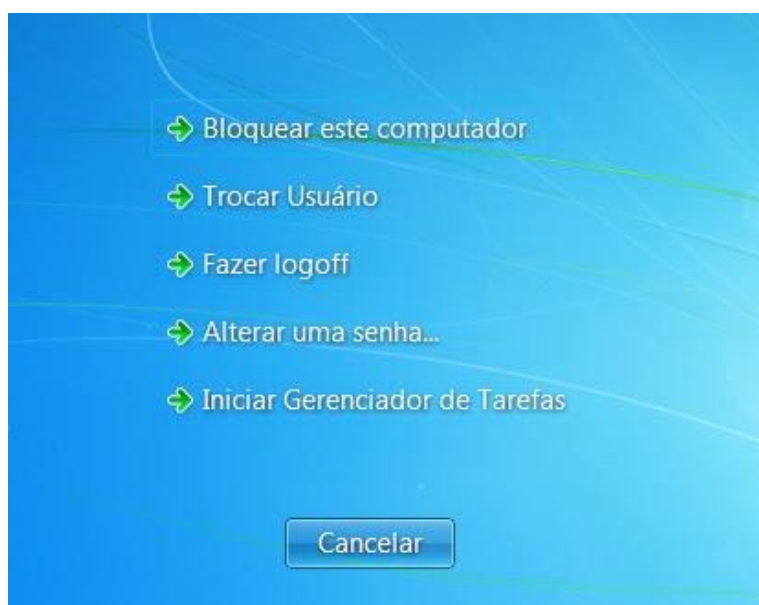 Bloquear este computador
Trocar Usuário
Fazer logoff
Alterar uma senha...
Iniciar Gerenciador de Tarefas
Cancelar